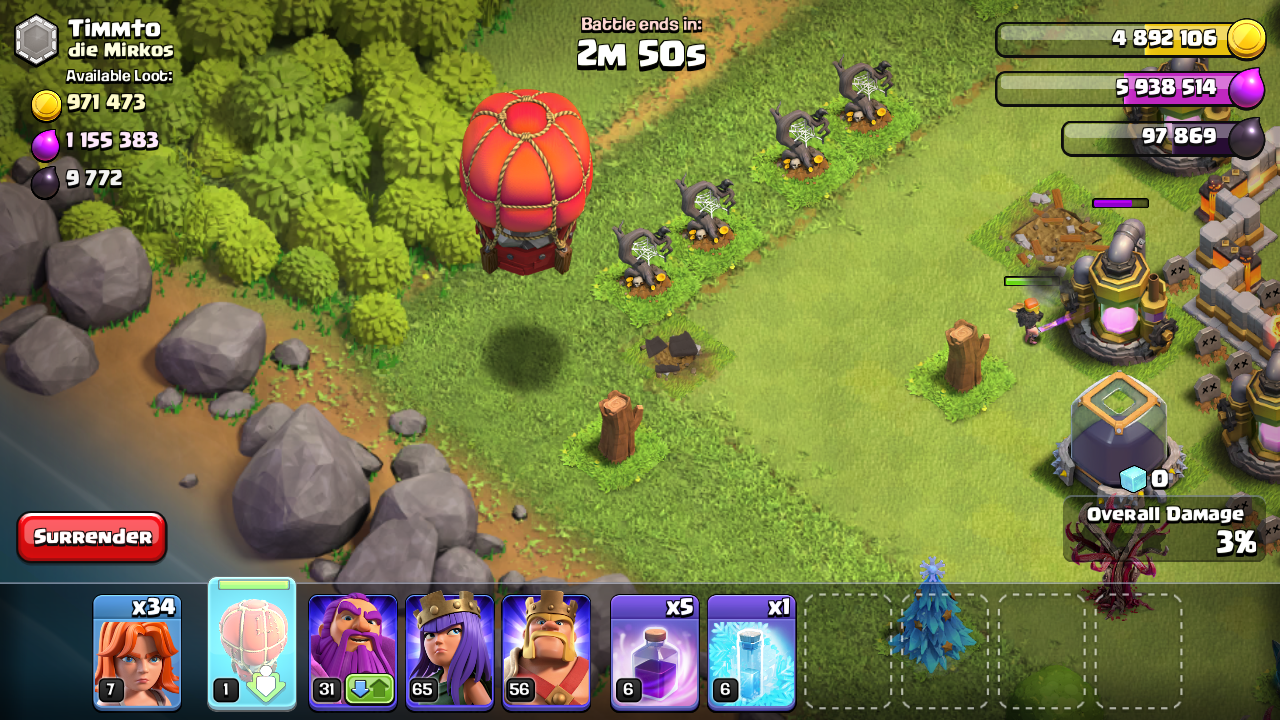 Timmto
die Mirkos
Available Loot:
971 473
1 155 383
9 772
Battle ends in:
2m 50s
4 892 106
5 938 514
97 869
0
Overall Damage
3%
Surrender
x34
7
1
31
65
56
x5
6
x1
6